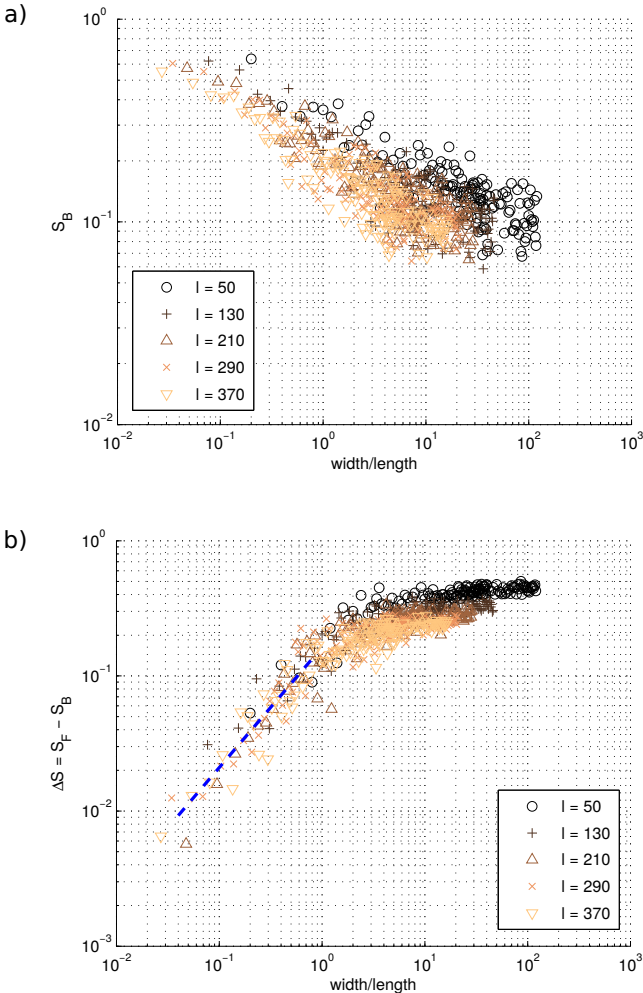 a)
10^0
10^-1
10^-2
S_B
l = 50
l = 130
l = 210
l = 290
l = 370
10^-2 10^-1 10^0 10^1 10^2 10^3
width/length
b)
10^0
10^-1
10^-2
10^-3
ΔS = S_F − S_B
l = 50
l = 130
l = 210
l = 290
l = 370
10^-2 10^-1 10^0 10^1 10^2 10^3
width/length